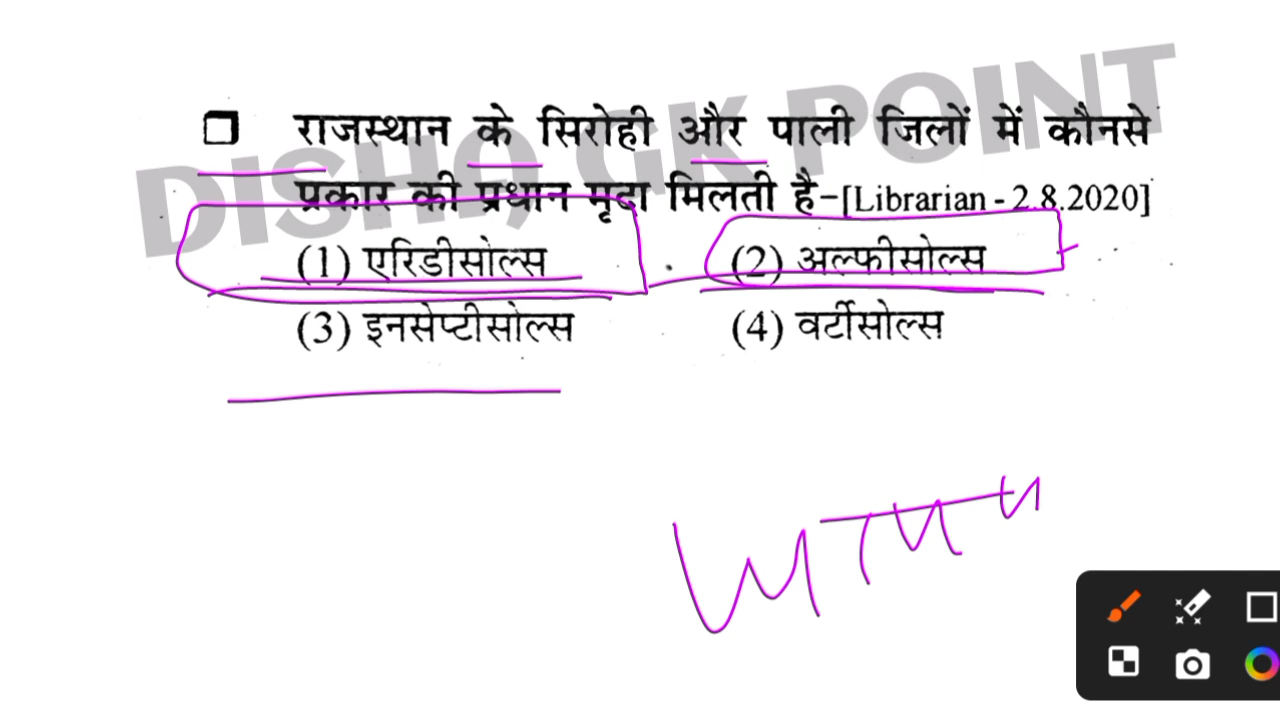 DISHA GK POINT
राजस्थान के सिरोही और पाली जिलों में कौनसे
प्रकार की प्रधान मृदा मिलती है–[Librarian - 2.8.2020]
(1) एरिडीसोल्स (2) अल्फीसोल्स
(3) इनसेप्टीसोल्स (4) वर्टीसोल्स